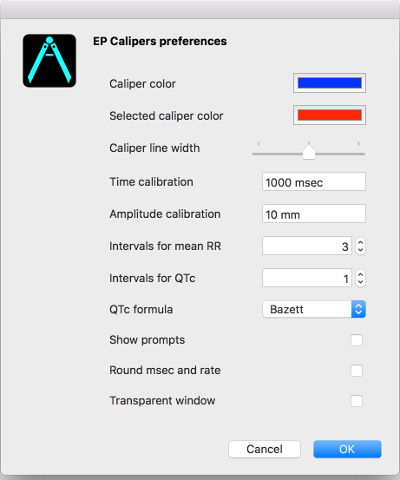 EP Calipers preferences
Caliper color
Selected caliper color
Caliper line width
Time calibration 1000 msec
Amplitude calibration 10 mm
Intervals for mean RR 3
Intervals for QTc 1
QTc formula Bazett
Show prompts
Round msec and rate
Transparent window
Cancel OK